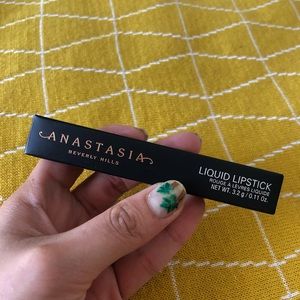 ANASTASIA
BEVERLY HILLS
LIQUID LIPSTICK
ROUGE À LÈVRES LIQUIDE
NET WT. 3.2 g / 0.11 Oz.